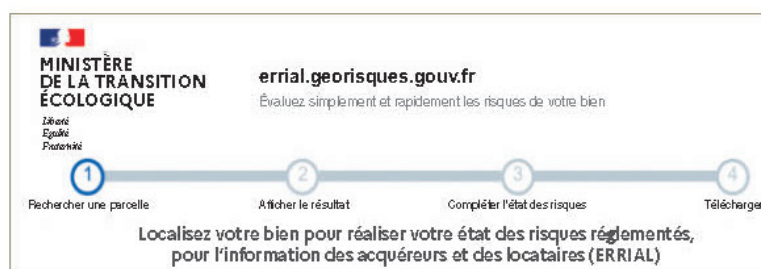 MINISTÈRE
DE LA TRANSITION
ÉCOLOGIQUE
Liberté
Égalité
Fraternité
errial.georisques.gouv.fr
Évaluez simplement et rapidement les risques de votre bien
1
2
3
4
Rechercher une parcelle
Afficher le résultat
Compléter l'état des risques
Télécharger
Localisez votre bien pour réaliser votre état des risques réglementés,
pour l'information des acquéreurs et des locataires (ERRIAL)